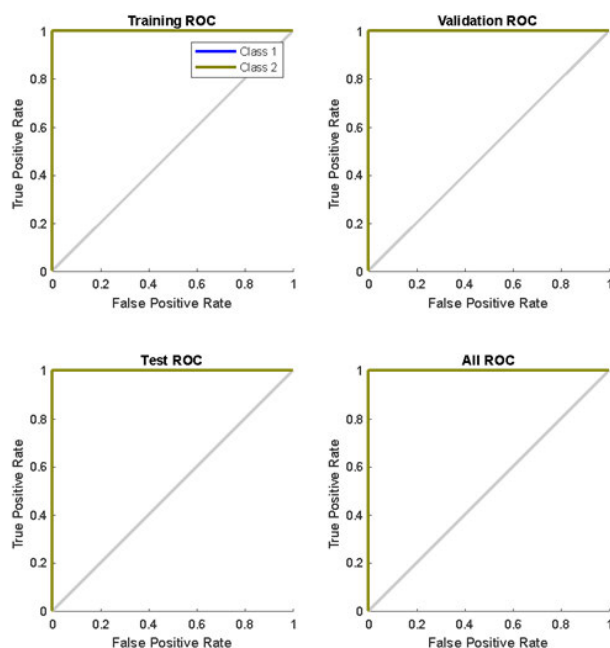 Training ROC
1
0.8
0.6
0.4
0.2
0
True Positive Rate
Class 1
Class 2
0 0.2 0.4 0.6 0.8 1
False Positive Rate
Validation ROC
1
0.8
0.6
0.4
0.2
0
True Positive Rate
0 0.2 0.4 0.6 0.8 1
False Positive Rate
Test ROC
1
0.8
0.6
0.4
0.2
0
True Positive Rate
0 0.2 0.4 0.6 0.8 1
False Positive Rate
All ROC
1
0.8
0.6
0.4
0.2
0
True Positive Rate
0 0.2 0.4 0.6 0.8 1
False Positive Rate